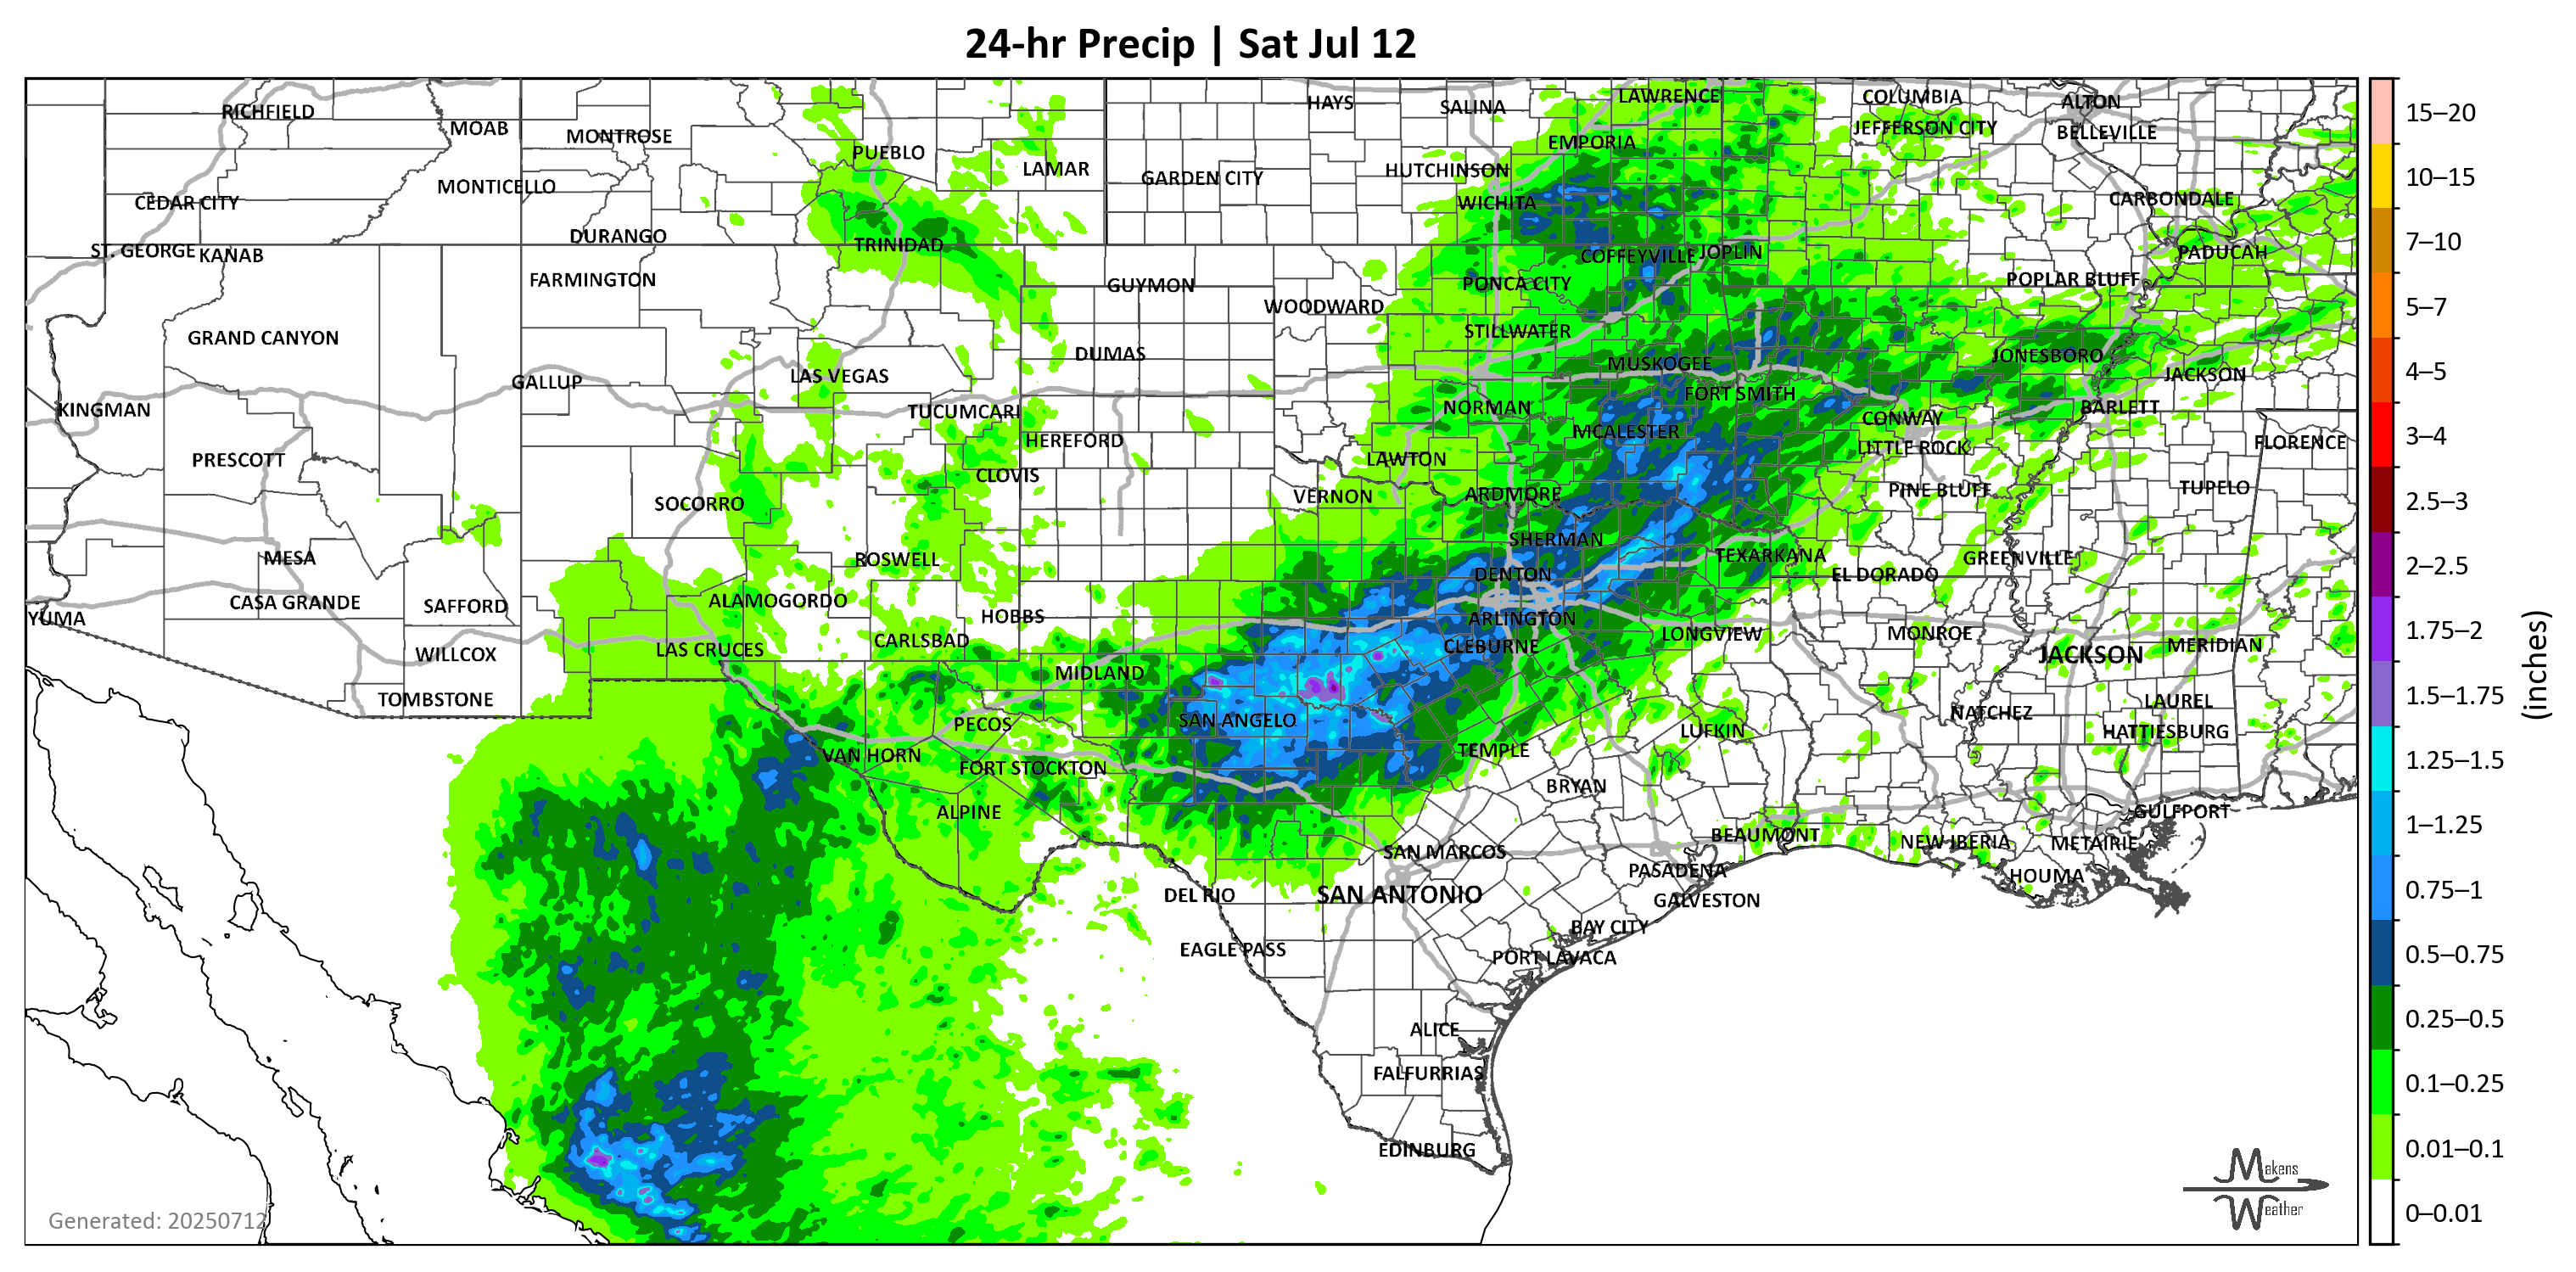 24-hr Precip | Sat Jul 12
RICHFIELD
MOAB
MONTROSE
PUEBLO
LAMAR
HAYS
SALINA
LAWRENCE
COLUMBIA
ALTON
JEFFERSON CITY
BELLEVILLE
EMPORIA
HUTCHINSON
GARDEN CITY
MONTICELLO
CEDAR CITY
WICHITA
CARBONDALE
DURANGO
TRINIDAD
ST. GEORGE
KANAB
COFFEYVILLE
JOPLIN
PADUCAH
FARMINGTON
GUYMON
PONCA CITY
POPLAR BLUFF
WOODWARD
GRAND CANYON
STILLWATER
DUMAS
MUSKOGEE
JONESBORO
GALLUP
LAS VEGAS
JACKSON
FORT SMITH
KINGMAN
TUCUMCARI
NORMAN
BARLETT
CONWAY
HEREFORD
MCALESTER
LITTLE ROCK
FLORENCE
PRESCOTT
LAWTON
CLOVIS
SOCORRO
VERNON
ARDMORE
PINE BLUFF
TUPELO
MESA
ROSWELL
SHERMAN
TEXARKANA
GREENVILLE
DENTON
EL DORADO
CASA GRANDE
SAFFORD
ALAMOGORDO
HOBBS
YUMA
ARLINGTON
WILLCOX
LAS CRUCES
CARLSBAD
CLEBURNE
LONGVIEW
MONROE
JACKSON
MERIDIAN
MIDLAND
TOMBSTONE
PECOS
SAN ANGELO
LUFKIN
NATCHEZ
LAUREL
HATTIESBURG
VAN HORN
FORT STOCKTON
TEMPLE
BRYAN
ALPINE
GULFPORT
BEAUMONT
NEW IBERIA
METAIRIE
SAN MARCOS
PASADENA
HOUMA
DEL RIO
SAN ANTONIO
GALVESTON
BAY CITY
EAGLE PASS
PORT LAVACA
ALICE
FALFURRIAS
EDINBURG
Generated: 20250712
Makens
Weather
15–20
10–15
7–10
5–7
4–5
3–4
2.5–3
2–2.5
1.75–2
1.5–1.75
1.25–1.5
1–1.25
0.75–1
0.5–0.75
0.25–0.5
0.1–0.25
0.01–0.1
0–0.01
(inches)